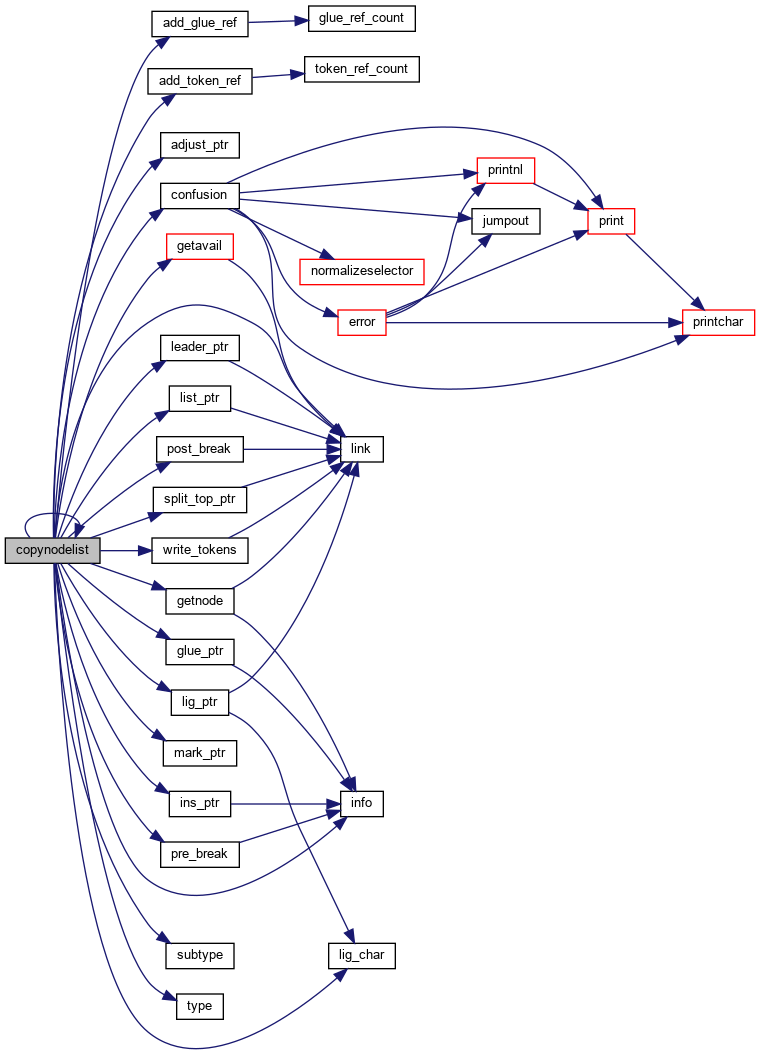 add_glue_ref
glue_ref_count
add_token_ref
token_ref_count
adjust_ptr
confusion
printnl
print
jumpout
getavail
normalizeselector
error
printchar
leader_ptr
list_ptr
post_break
link
split_top_ptr
copynodelist
write_tokens
getnode
glue_ptr
lig_ptr
mark_ptr
ins_ptr
info
pre_break
subtype
lig_char
type